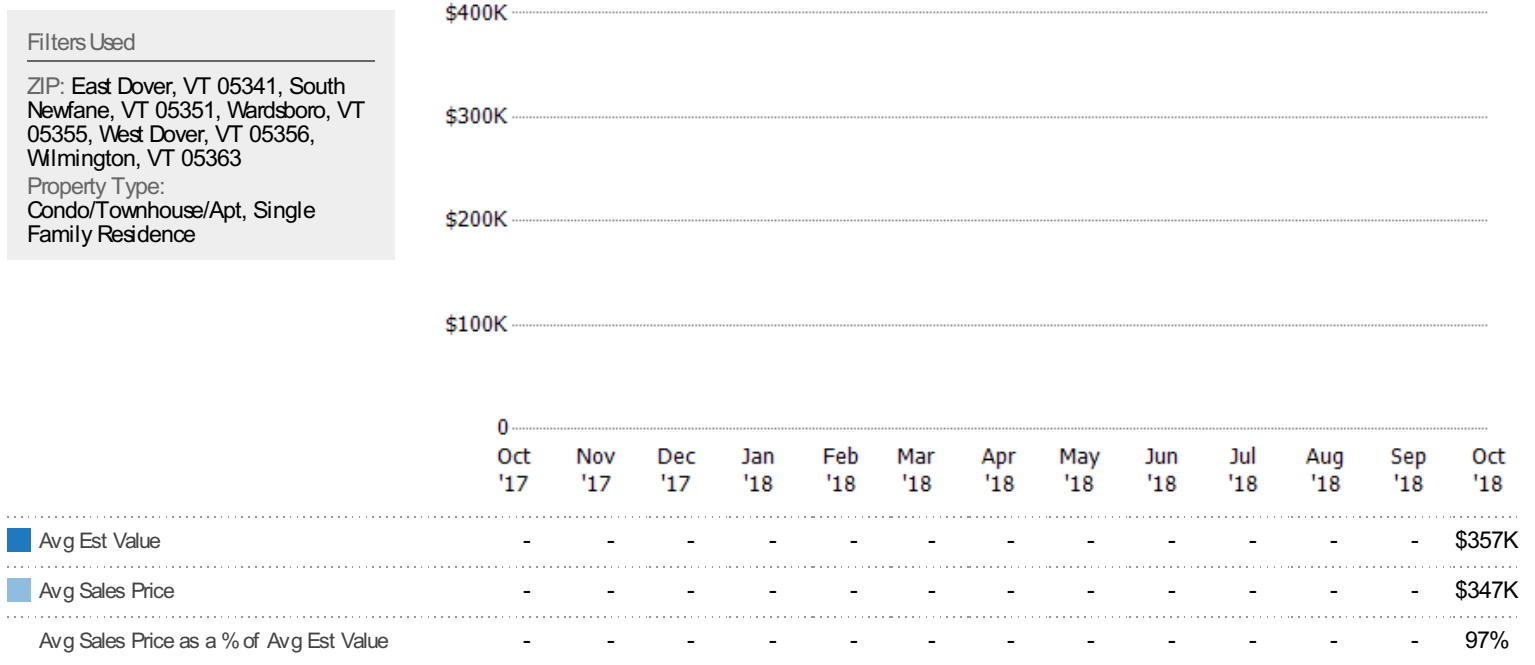 Filters Used
ZIP: East Dover, VT 05341, South
Newfane, VT 05351, Wardsboro, VT
05355, West Dover, VT 05356,
Wilmington, VT 05363
Property Type:
Condo/Townhouse/Apt, Single
Family Residence
$400K
$300K
$200K
$100K
0
Oct Nov Dec Jan Feb Mar Apr May Jun Jul Aug Sep Oct
'17 '17 '17 '18 '18 '18 '18 '18 '18 '18 '18 '18 '18
Avg Est Value - - - - - - - - - - - - $357K
Avg Sales Price - - - - - - - - - - - - $347K
Avg Sales Price as a % of Avg Est Value - - - - - - - - - - - - 97%